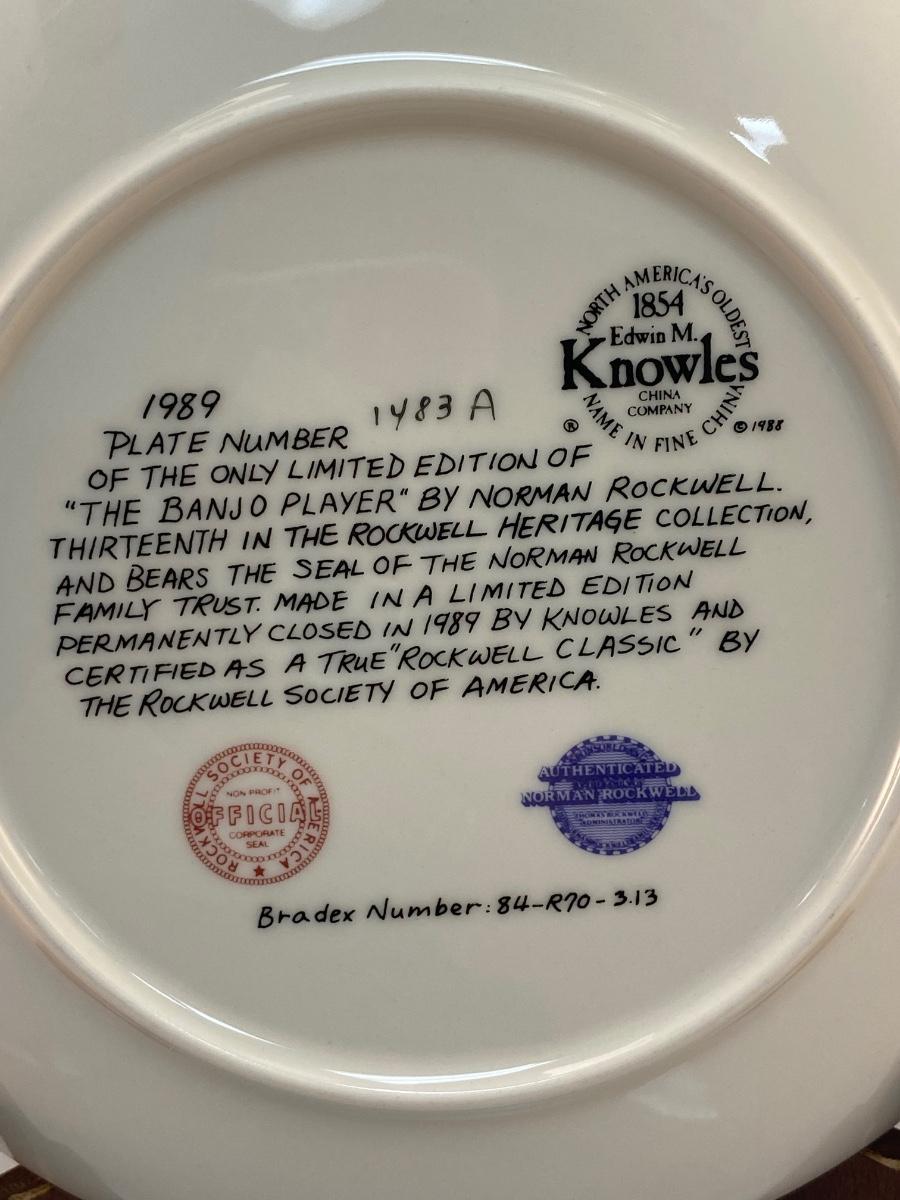 NORTH AMERICA'S OLDEST
1854
Edwin M.
Knowles
CHINA
COMPANY
NAME IN FINE CHINA
® © 1988
1989
PLATE NUMBER 1483 A
OF THE ONLY LIMITED EDITION OF
"THE BANJO PLAYER" BY NORMAN ROCKWELL.
THIRTEENTH IN THE ROCKWELL HERITAGE COLLECTION,
AND BEARS THE SEAL OF THE NORMAN ROCKWELL
FAMILY TRUST. MADE IN A LIMITED EDITION
PERMANENTLY CLOSED IN 1989 BY KNOWLES AND
CERTIFIED AS A TRUE "ROCKWELL CLASSIC" BY
THE ROCKWELL SOCIETY OF AMERICA.
ROCKWELL SOCIETY OF AMERICA
NON PROFIT
OFFICIAL
CORPORATE
SEAL
AUTHENTICATED
NORMAN ROCKWELL
THOMAS ROCKWELL
ADMINISTRATOR
Bradex Number: 84-R70-3.13